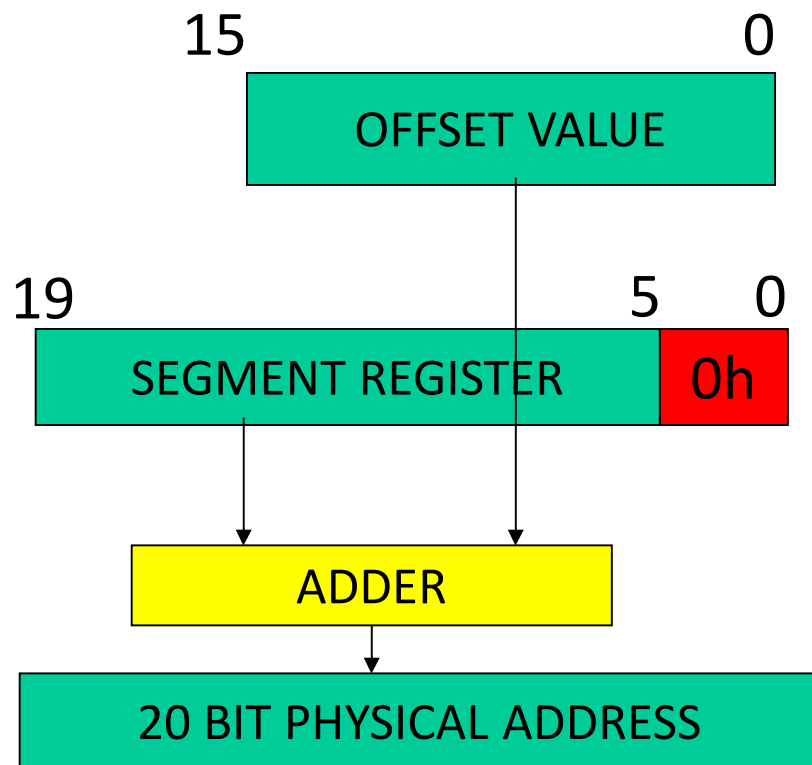 15 0
OFFSET VALUE
19 5 0
SEGMENT REGISTER 0h
ADDER
20 BIT PHYSICAL ADDRESS